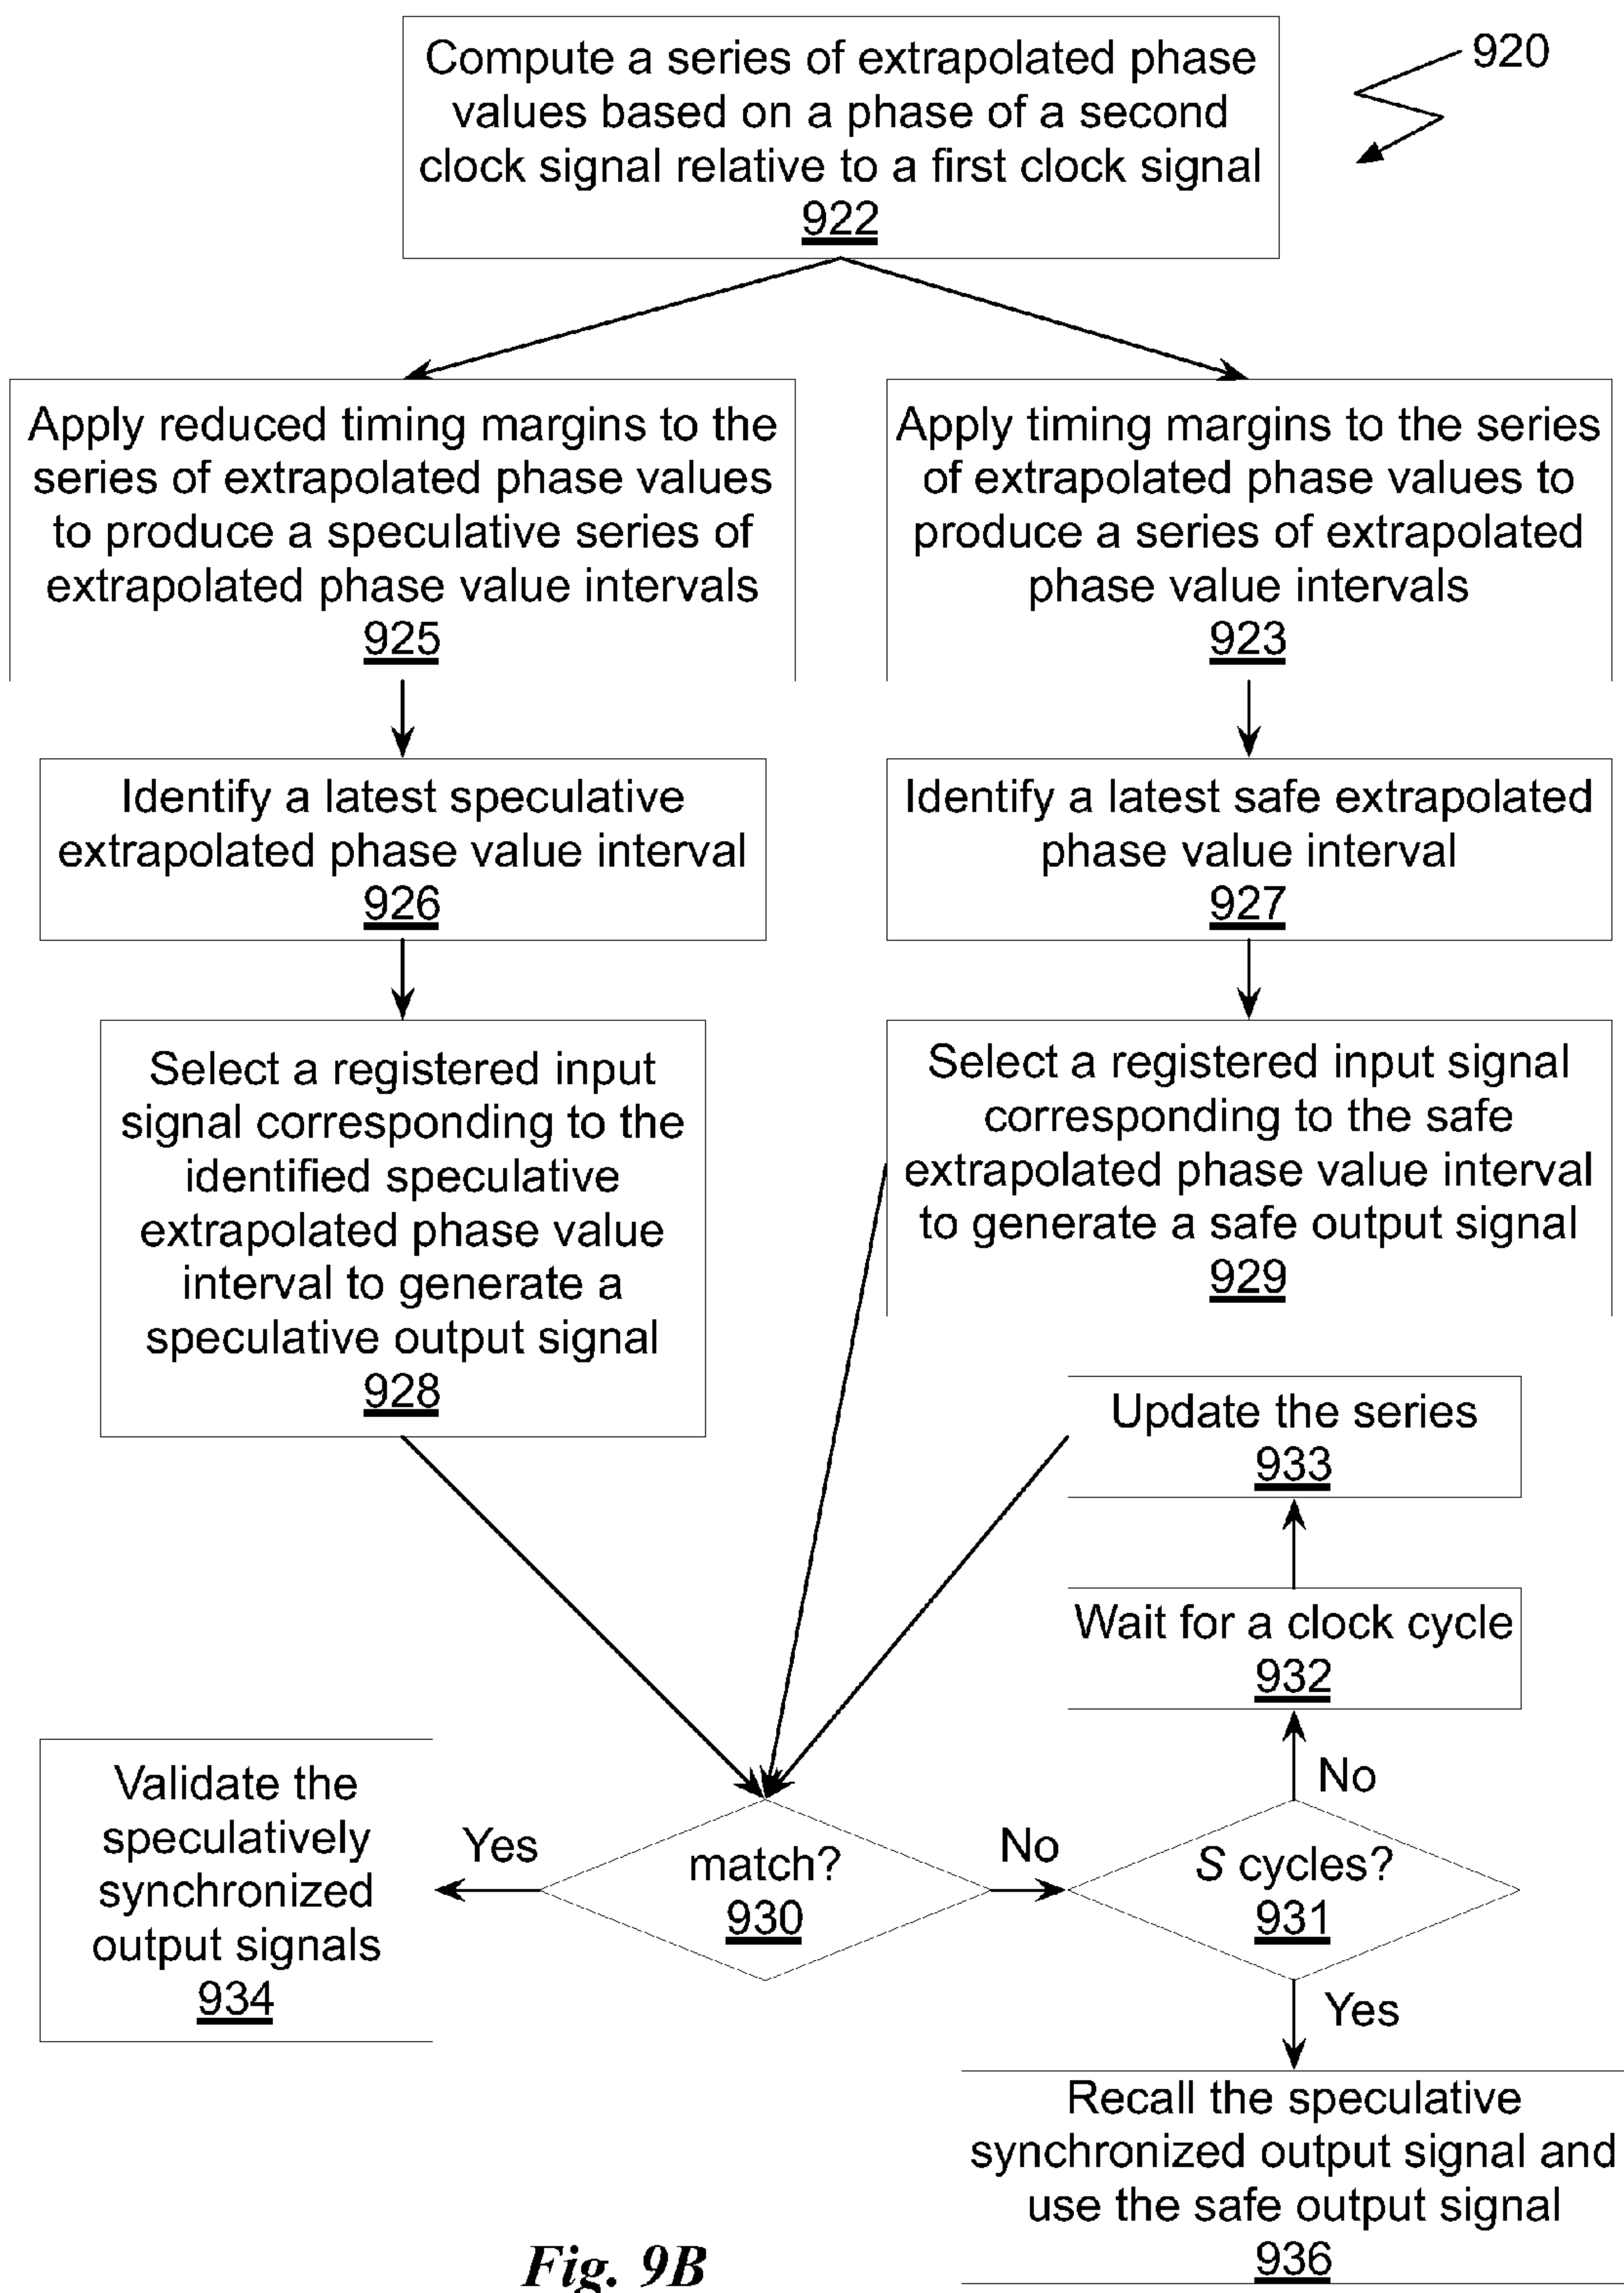 Compute a series of extrapolated phase
values based on a phase of a second
clock signal relative to a first clock signal
922
920
Apply reduced timing margins to the
series of extrapolated phase values
to produce a speculative series of
extrapolated phase value intervals
925
Apply timing margins to the series
of extrapolated phase values to
produce a series of extrapolated
phase value intervals
923
Identify a latest speculative
extrapolated phase value interval
926
Identify a latest safe extrapolated
phase value interval
927
Select a registered input
signal corresponding to the
identified speculative
extrapolated phase value
interval to generate a
speculative output signal
928
Select a registered input signal
corresponding to the safe
extrapolated phase value interval
to generate a safe output signal
929
Update the series
933
Wait for a clock cycle
932
No
Validate the
speculatively
synchronized
output signals
934
Yes
match?
930
No
S cycles?
931
Yes
Recall the speculative
synchronized output signal and
use the safe output signal
936
Fig. 9B